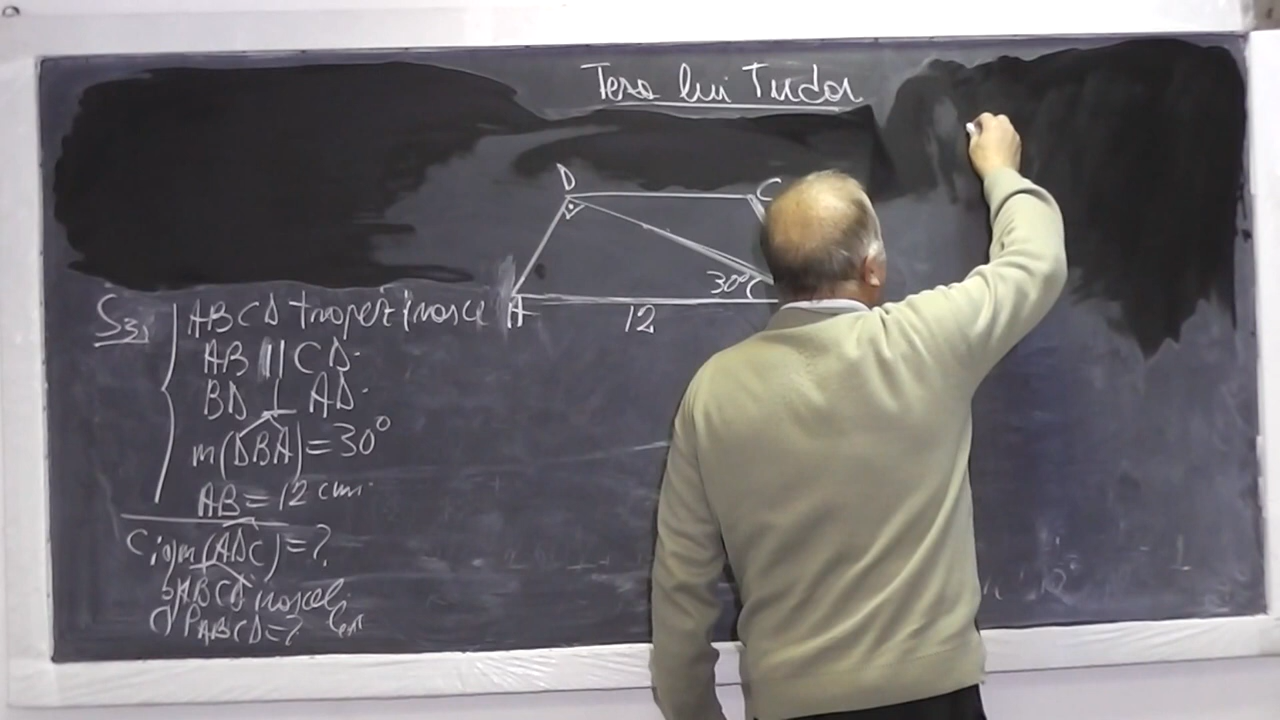 Teza lui Tudor
D
C
30°
A
12
S3,
ABCD trapez isoscel
AB || CD.
BD ⊥ AD.
m(DBA) = 30°
AB = 12 cm.
m(ADC) = ?
b) ABCD isoscel.
c) PABCD = ?